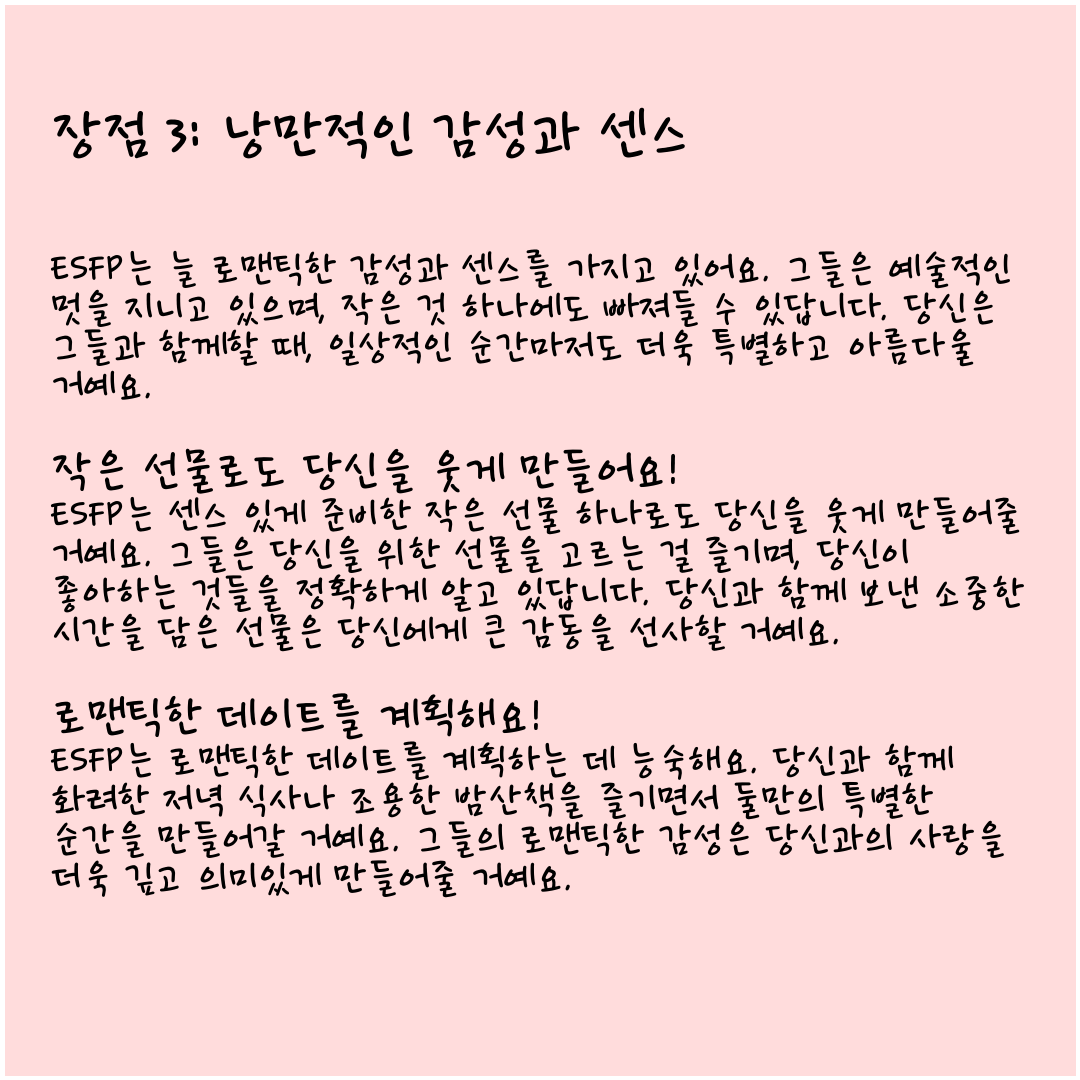 장점 3: 낭만적인 감성과 센스
ESFP는 늘 로맨틱한 감성과 센스를 가지고 있어요. 그들은 예술적인
멋을 지니고 있으며, 작은 것 하나에도 빠져들 수 있답니다. 당신은
그들과 함께할 때, 일상적인 순간마저도 더욱 특별하고 아름다울
거예요.
작은 선물로도 당신을 웃게 만들어요!
ESFP는 센스 있게 준비한 작은 선물 하나로도 당신을 웃게 만들어줄
거예요. 그들은 당신을 위한 선물을 고르는 걸 즐기며, 당신이
좋아하는 것들을 정확하게 알고 있답니다. 당신과 함께 보낸 소중한
시간을 담은 선물은 당신에게 큰 감동을 선사할 거예요.
로맨틱한 데이트를 계획해요!
ESFP는 로맨틱한 데이트를 계획하는 데 능숙해요. 당신과 함께
화려한 저녁 식사나 조용한 밤산책을 즐기면서 둘만의 특별한
순간을 만들어갈 거예요. 그들의 로맨틱한 감성은 당신과의 사랑을
더욱 깊고 의미있게 만들어줄 거예요.